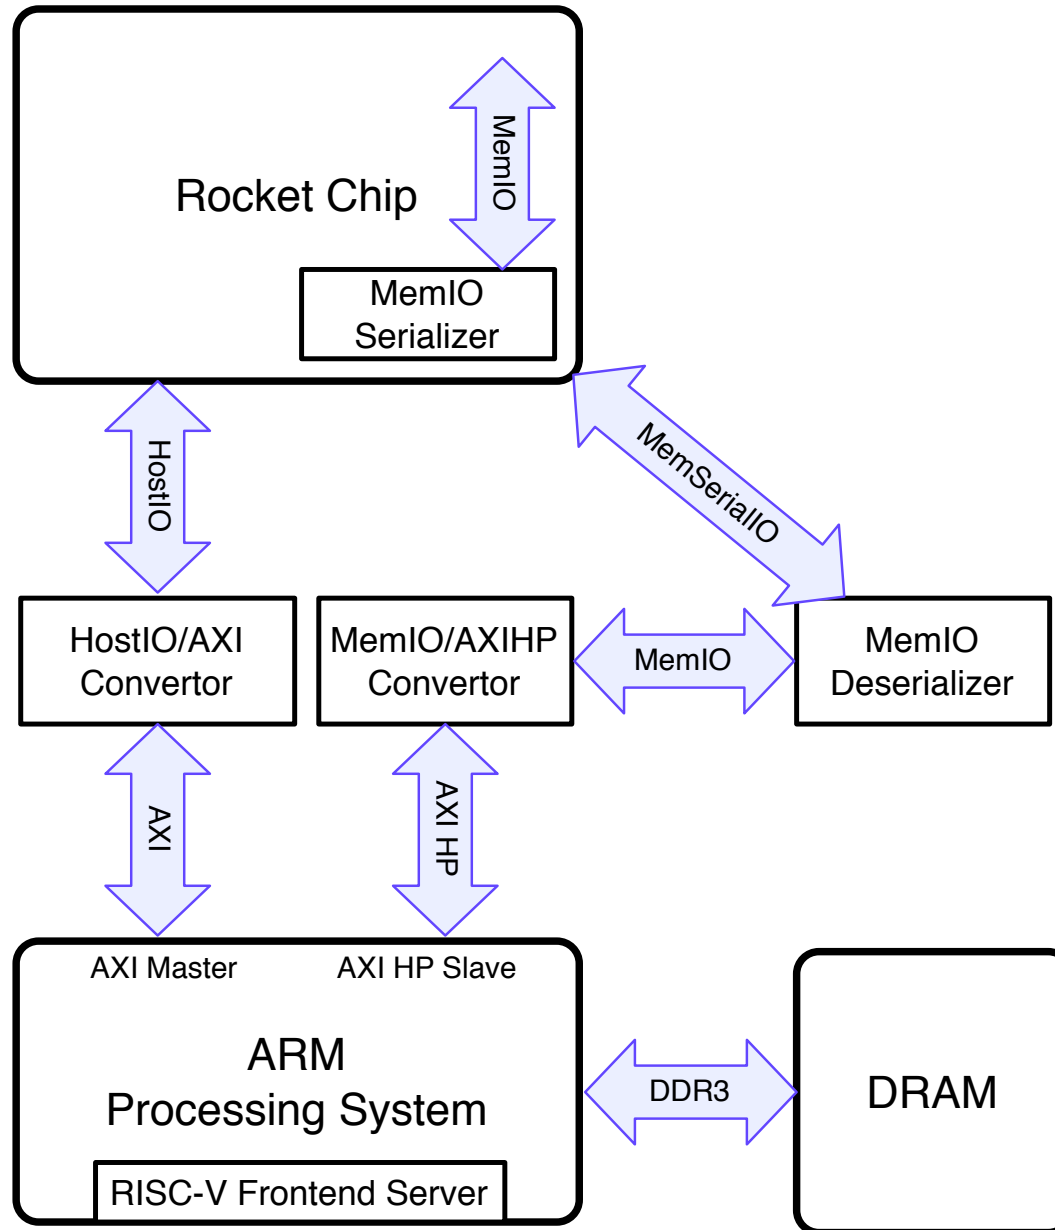 MemIO
Rocket Chip
MemIO
Serializer
HostIO
MemSerialIO
HostIO/AXI
Convertor
MemIO/AXIHP
Convertor
MemIO
MemIO
Deserializer
AXI
AXI HP
AXI Master
AXI HP Slave
ARM
Processing System
DDR3
DRAM
RISC-V Frontend Server